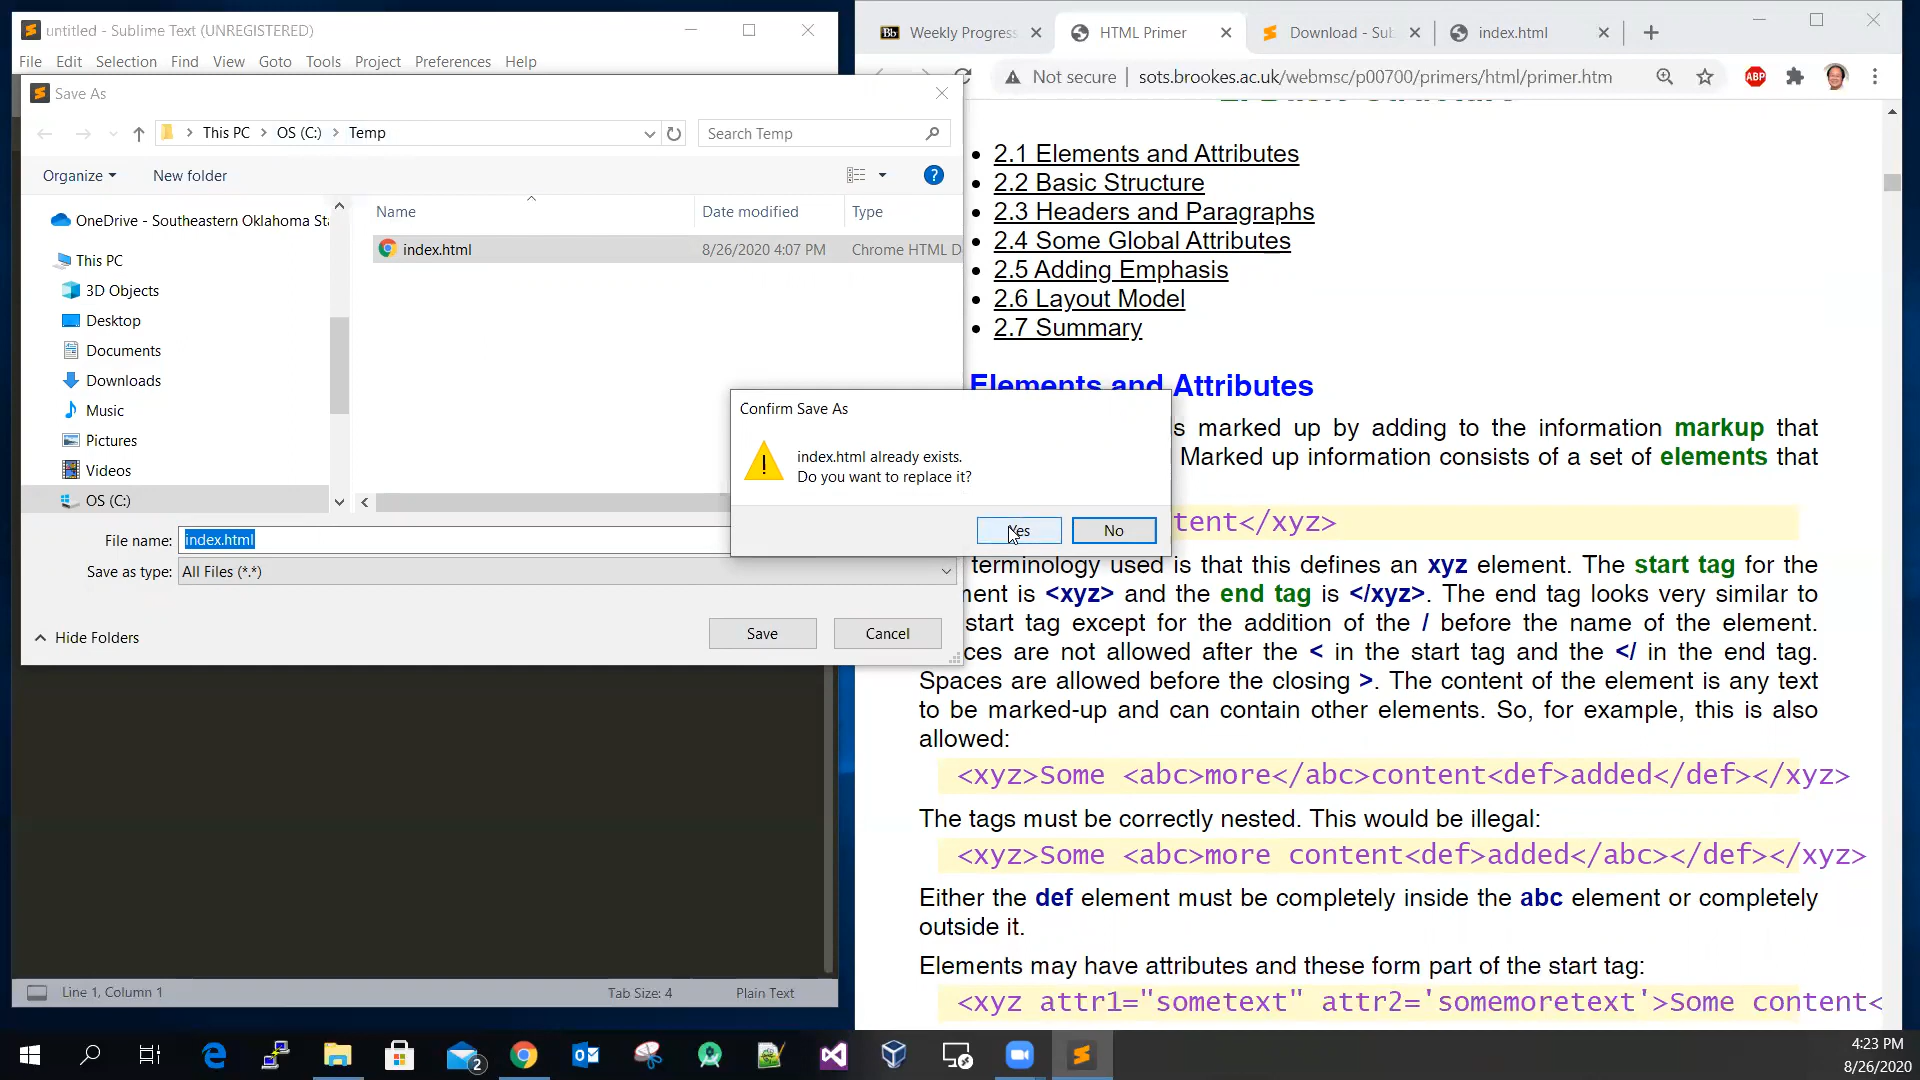 untitled - Sublime Text (UNREGISTERED)
File Edit Selection Find View Goto Tools Project Preferences Help
Save As
This PC > OS (C:) > Temp
Search Temp
Organize New folder
Name Date modified Type
OneDrive - Southeastern Oklahoma Sta
This PC
3D Objects
Desktop
Documents
Downloads
Music
Pictures
Videos
OS (C:)
index.html 8/26/2020 4:07 PM Chrome HTML D
File name: index.html
Save as type: All Files (*.*)
Hide Folders
Save Cancel
Confirm Save As
index.html already exists.
Do you want to replace it?
Yes No
Line 1, Column 1 Tab Size: 4 Plain Text
Bb Weekly Progress
HTML Primer
Download - Sub
index.html
Not secure | sots.brookes.ac.uk/webmsc/p00700/primers/html/primer.htm
ABP
2.1 Elements and Attributes
2.2 Basic Structure
2.3 Headers and Paragraphs
2.4 Some Global Attributes
2.5 Adding Emphasis
2.6 Layout Model
2.7 Summary
Elements and Attributes
s marked up by adding to the information markup that
Marked up information consists of a set of elements that
tent</xyz>
terminology used is that this defines an xyz element. The start tag for the
ment is <xyz> and the end tag is </xyz>. The end tag looks very similar to
start tag except for the addition of the / before the name of the element.
ces are not allowed after the < in the start tag and the </ in the end tag.
Spaces are allowed before the closing >. The content of the element is any text
to be marked-up and can contain other elements. So, for example, this is also
allowed:
<xyz>Some <abc>more</abc>content<def>added</def></xyz>
The tags must be correctly nested. This would be illegal:
<xyz>Some <abc>more content<def>added</abc></def></xyz>
Either the def element must be completely inside the abc element or completely
outside it.
Elements may have attributes and these form part of the start tag:
<xyz attr1="sometext" attr2='somemoretext'>Some content<
2
4:23 PM
8/26/2020